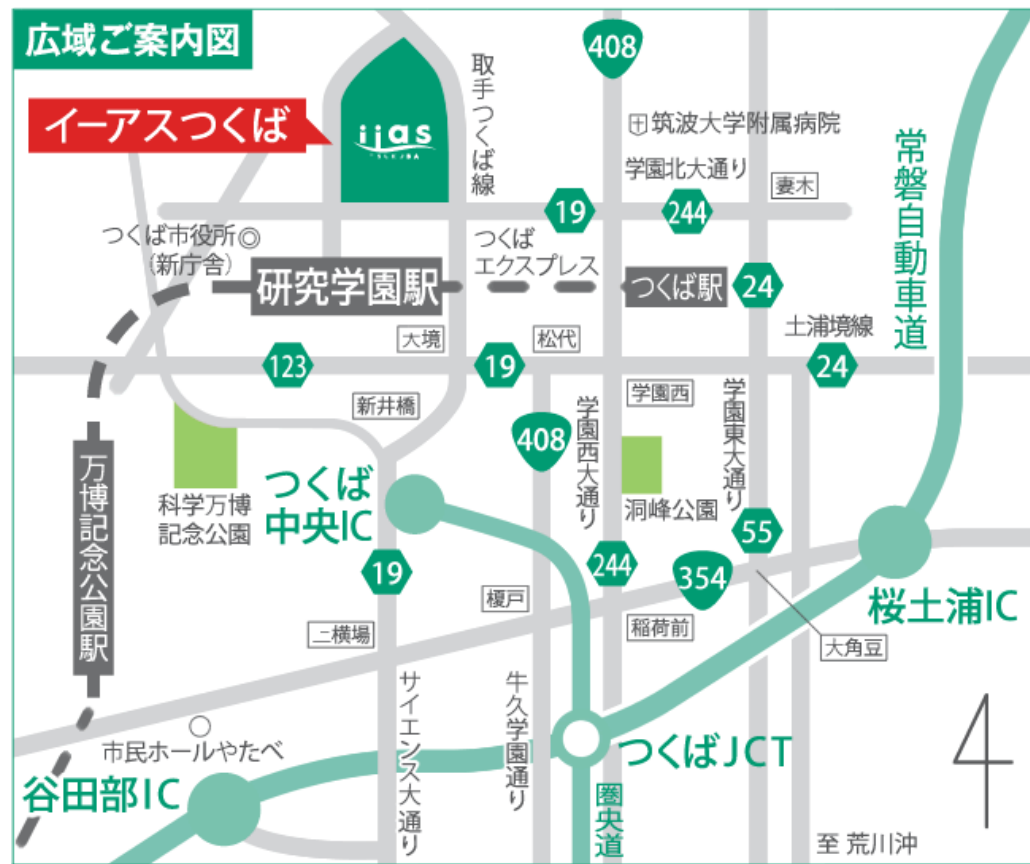 広域ご案内図
イーアスつくば
iias
TSUKUBA
取手つくば線
408
筑波大学附属病院
学園北大通り
妻木
19
244
常磐自動車道
つくば市役所
(新庁舎)
つくば
エクスプレス
研究学園駅
つくば駅
24
土浦境線
大境
松代
123
19
24
新井橋
学園西
408
学園西大通り
学園東大通り
万博記念公園駅
科学万博
記念公園
つくば
中央IC
洞峰公園
55
19
244
354
榎戸
稲荷前
桜土浦IC
二横場
大角豆
サイエンス大通り
牛久学園通り
市民ホールやたべ
つくばJCT
谷田部IC
圏央道
至 荒川沖